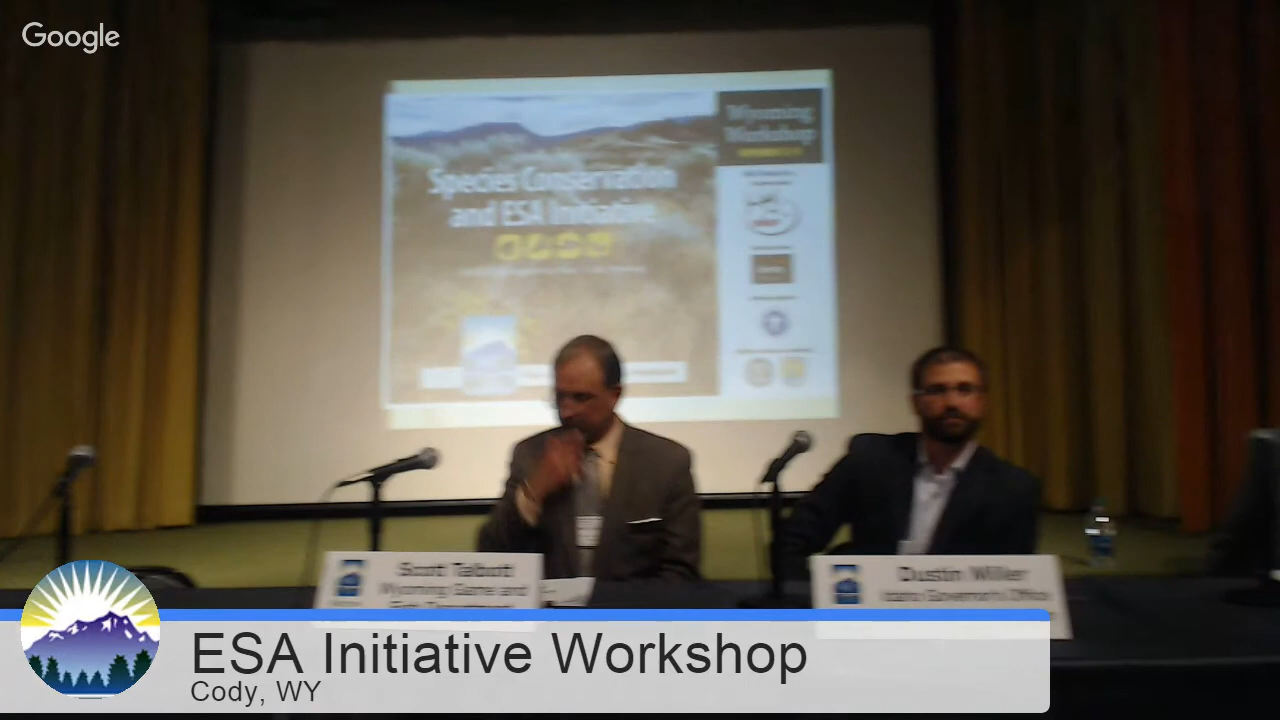 Google
Wyoming
Workshop
Species Conservation
and ESA Initiative
Scott Talbott
Wyoming Game and
Dustin Miller
Idaho Governor's Office
ESA Initiative Workshop
Cody, WY